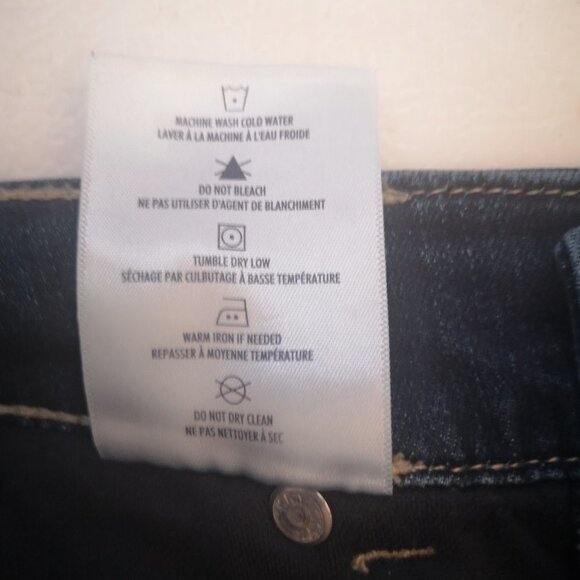 MACHINE WASH COLD WATER
LAVER À LA MACHINE À L'EAU FROIDE
DO NOT BLEACH
NE PAS UTILISER D'AGENT DE BLANCHIMENT
TUMBLE DRY LOW
SÉCHAGE PAR CULBUTAGE À BASSE TEMPÉRATURE
WARM IRON IF NEEDED
REPASSER À MOYENNE TEMPÉRATURE
DO NOT DRY CLEAN
NE PAS NETTOYER À SEC